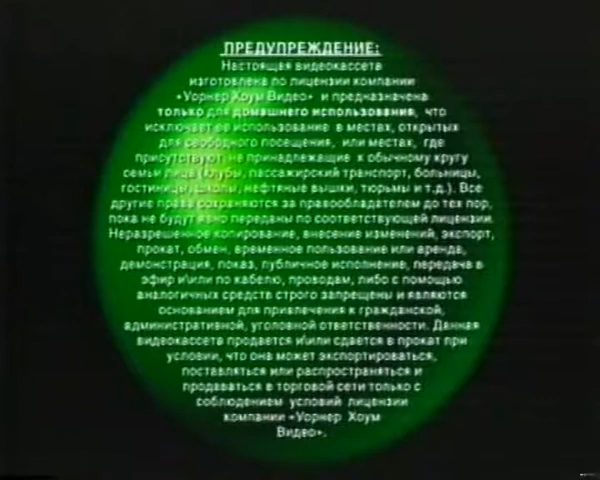 ПРЕДУПРЕЖДЕНИЕ:
Настоящая видеокассета
изготовлена по лицензии компании
«Уорнер Хоум Видео» и предназначена
только для домашнего использования, что
исключает ее использование в местах, открытых
для свободного посещения, или местах, где
присутствуют не принадлежащие к обычному кругу
семьи лица (клубы, пассажирский транспорт, больницы,
гостиницы, школы, нефтяные вышки, тюрьмы и т.д.). Все
другие права сохраняются за правообладателем до тех пор,
пока не будут явно переданы по соответствующей лицензии.
Неразрешенное копирование, внесение изменений, экспорт,
прокат, обмен, временное пользование или аренда,
демонстрация, показ, публичное исполнение, передача в
эфир и\или по кабелю, проводам, либо с помощью
аналогичных средств строго запрещены и являются
основанием для привлечения к гражданской,
административной, уголовной ответственности. Данная
видеокассета продается и\или сдается в прокат при
условии, что она может экспортироваться,
поставляться или распространяться и
продаваться в торговой сети только с
соблюдением условий лицензии
компании «Уорнер Хоум
Видео».